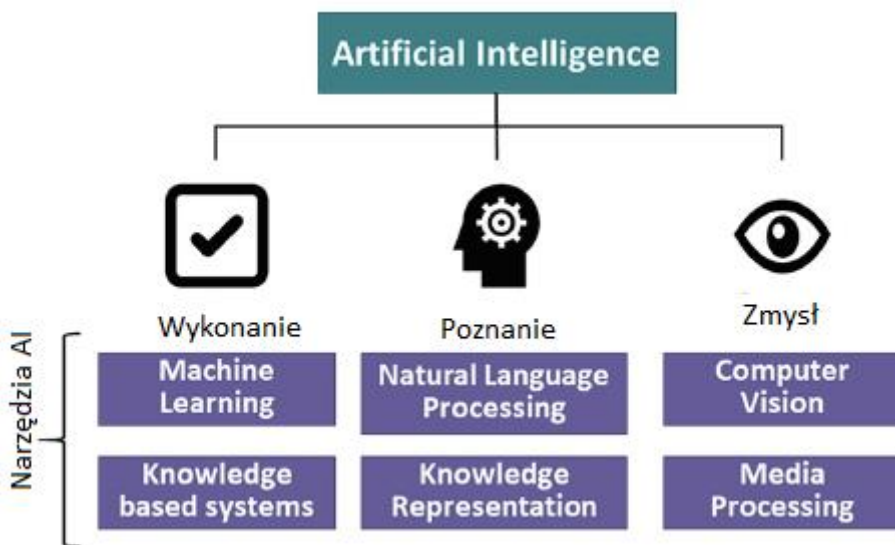 Artificial Intelligence
Wykonanie
Poznanie
Zmysł
Narzędzia AI
Machine
Learning
Natural Language
Processing
Computer
Vision
Knowledge
based systems
Knowledge
Representation
Media
Processing